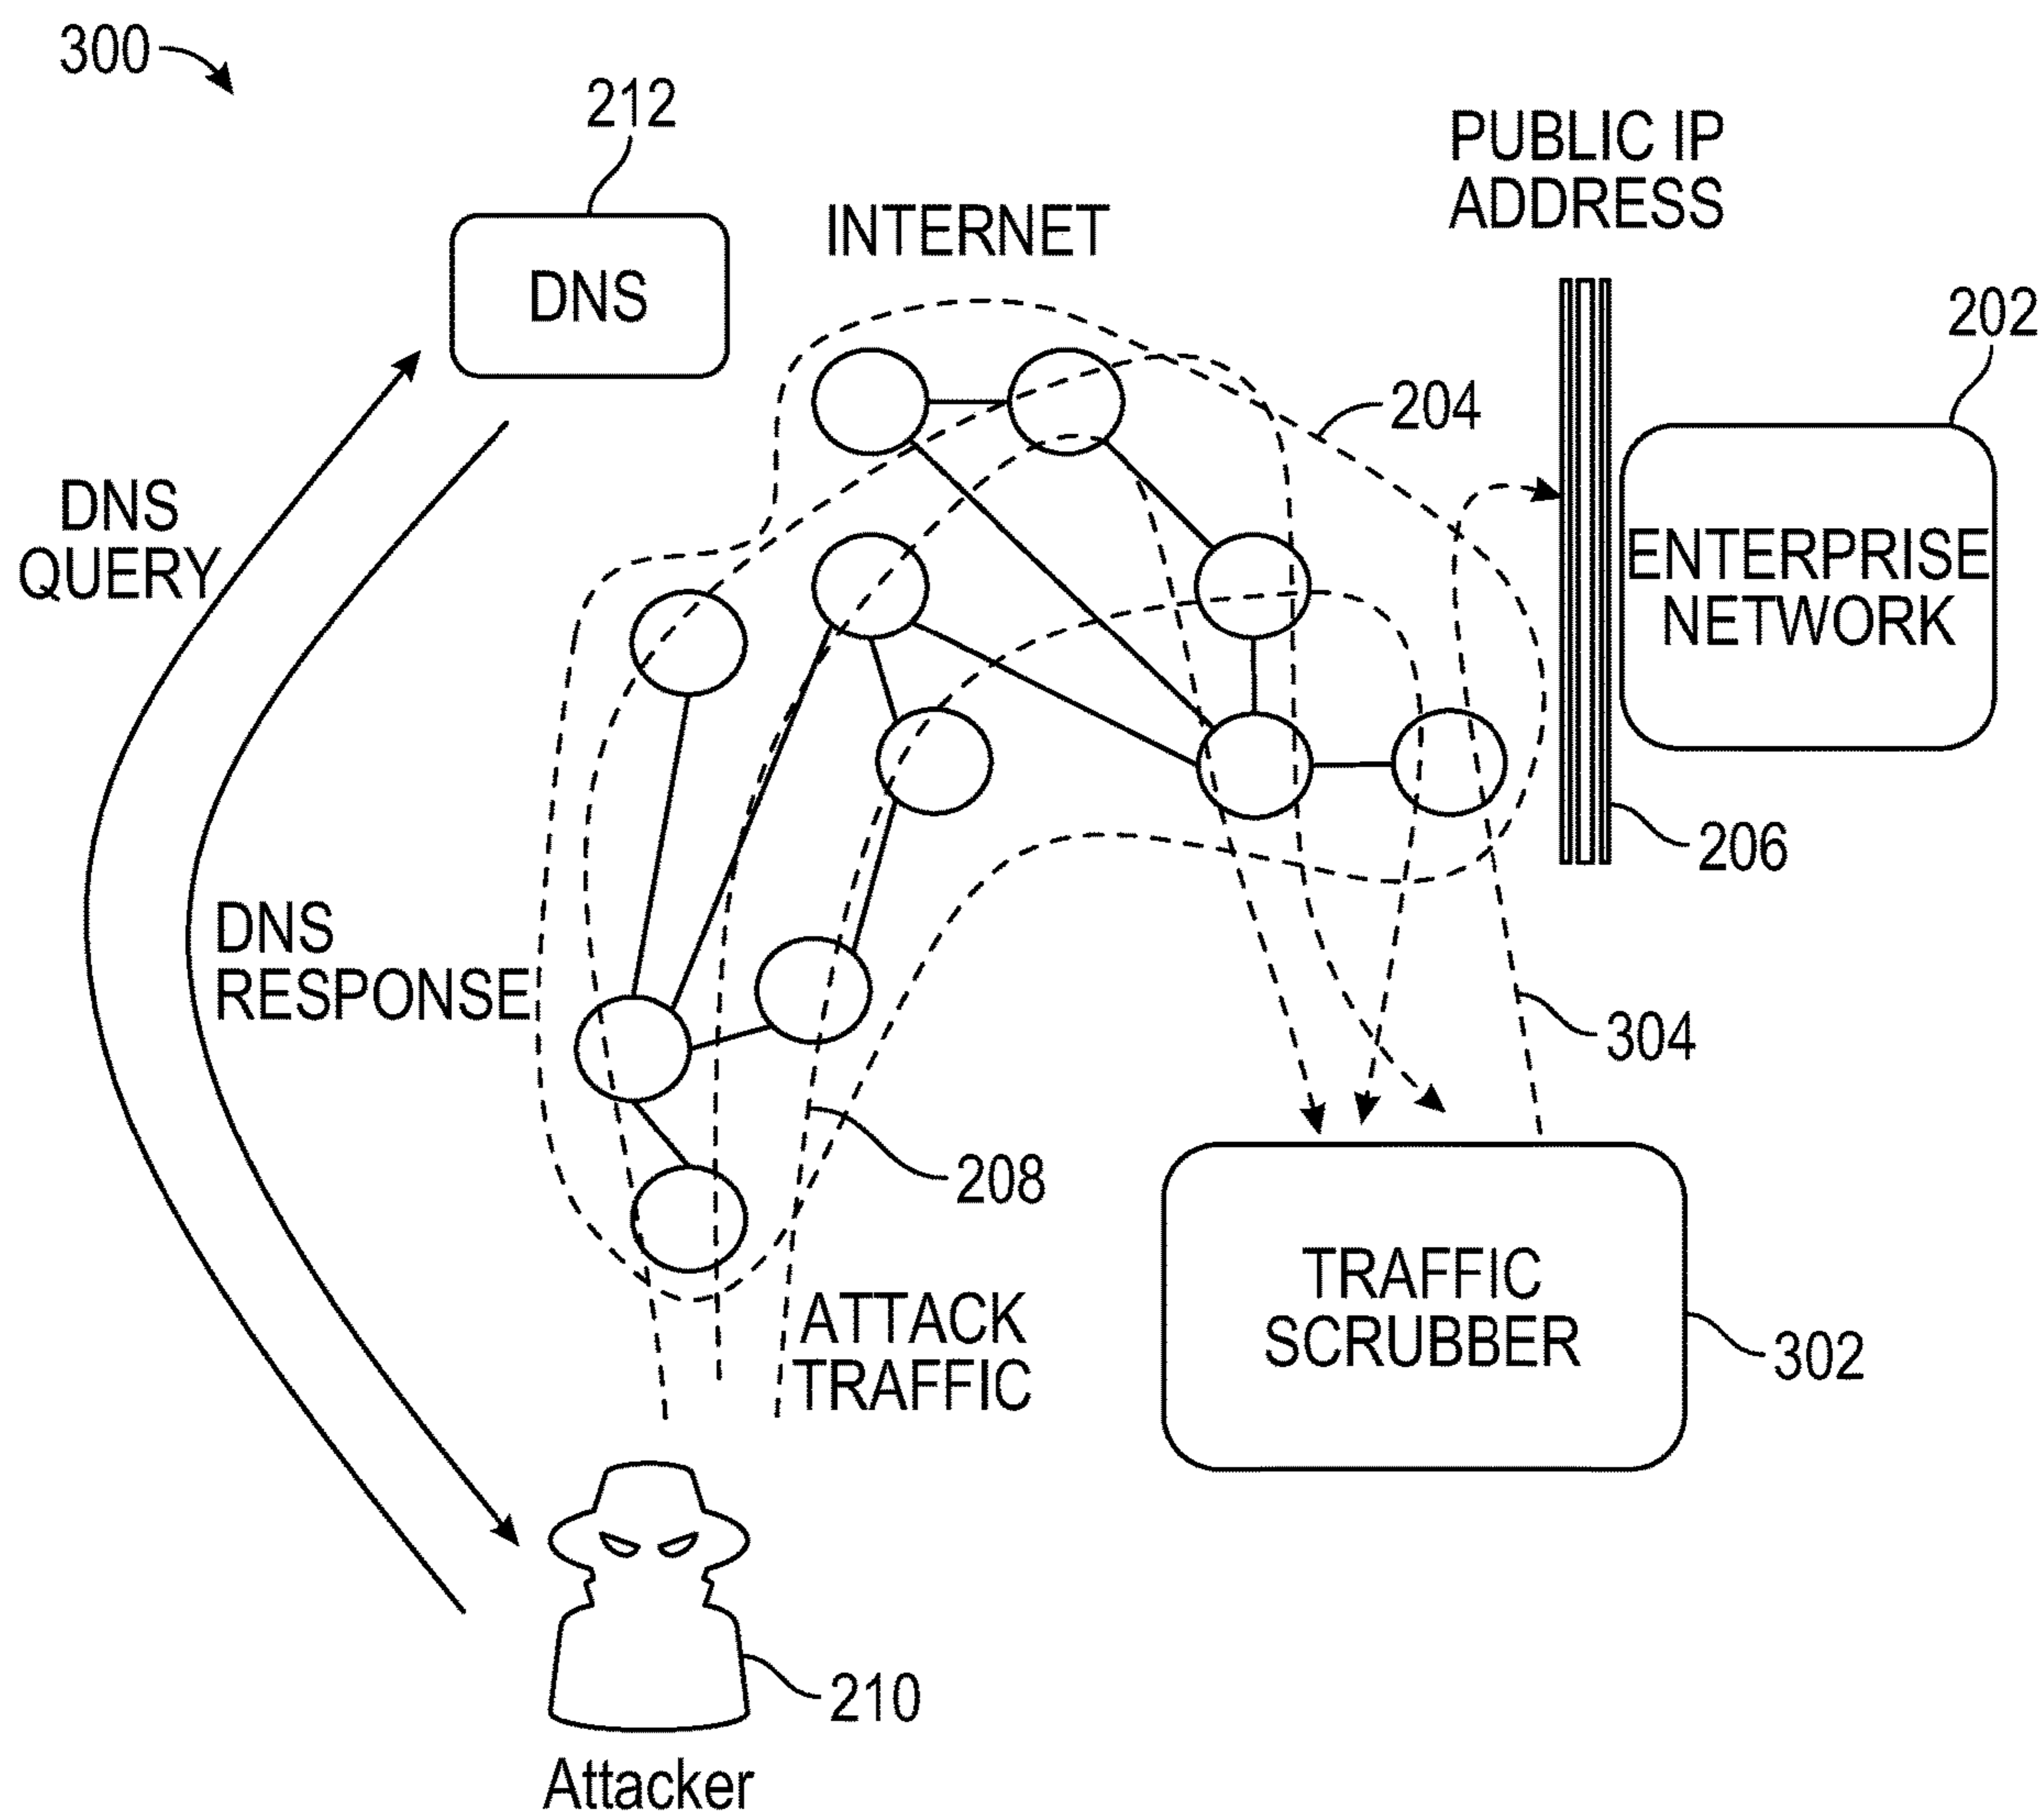 300
212
DNS
INTERNET
PUBLIC IP
ADDRESS
202
204
DNS
QUERY
ENTERPRISE
NETWORK
206
DNS
RESPONSE
304
208
ATTACK
TRAFFIC
TRAFFIC
SCRUBBER
302
210
Attacker